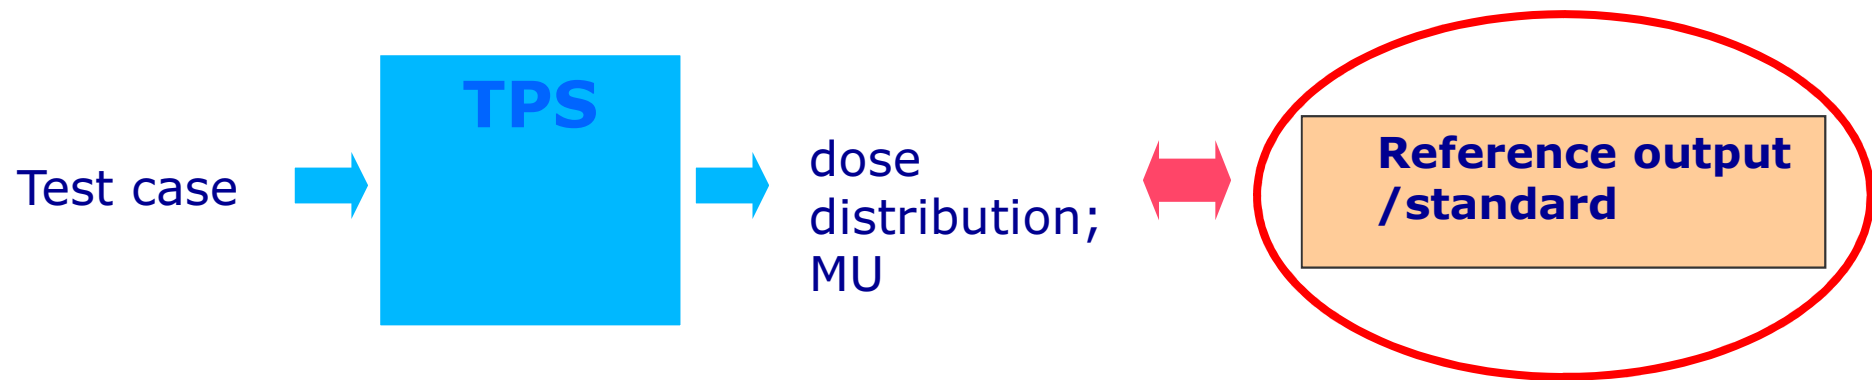 Test case
TPS
dose
distribution;
MU
Reference output
/standard